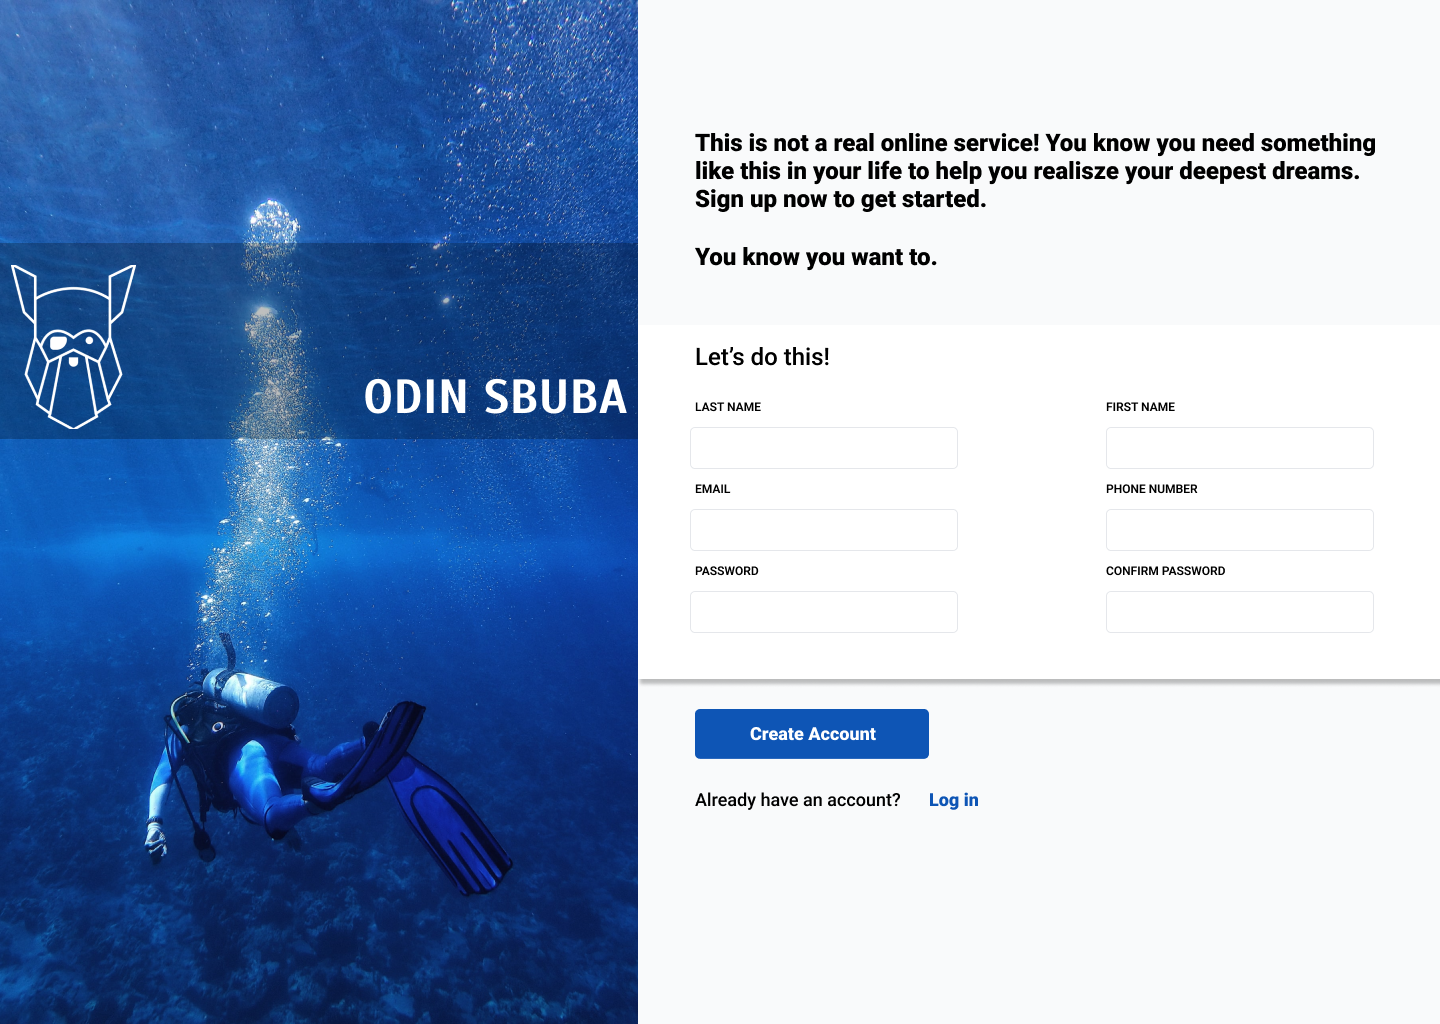 ODIN SBUBA
This is not a real online service! You know you need something
like this in your life to help you realisze your deepest dreams.
Sign up now to get started.
You know you want to.
Let's do this!
LAST NAME
FIRST NAME
EMAIL
PHONE NUMBER
PASSWORD
CONFIRM PASSWORD
Create Account
Already have an account? Log in